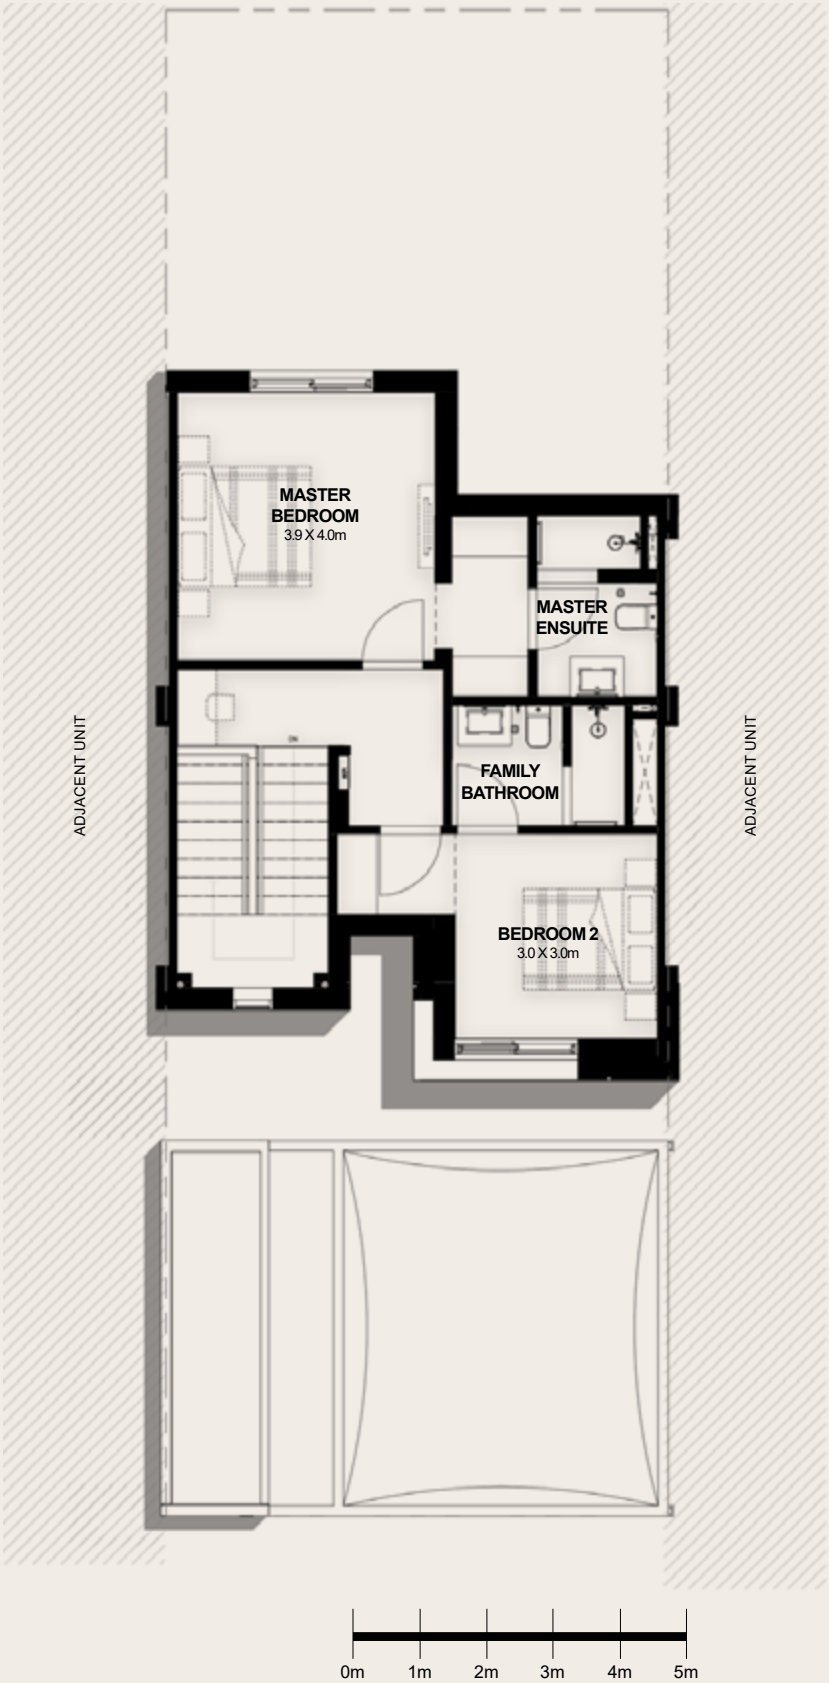 MASTER
BEDROOM
3.9 X 4.0m
MASTER
ENSUITE
ADJACENT UNIT
ADJACENT UNIT
DN
FAMILY
BATHROOM
BEDROOM 2
3.0 X 3.0m
0m 1m 2m 3m 4m 5m